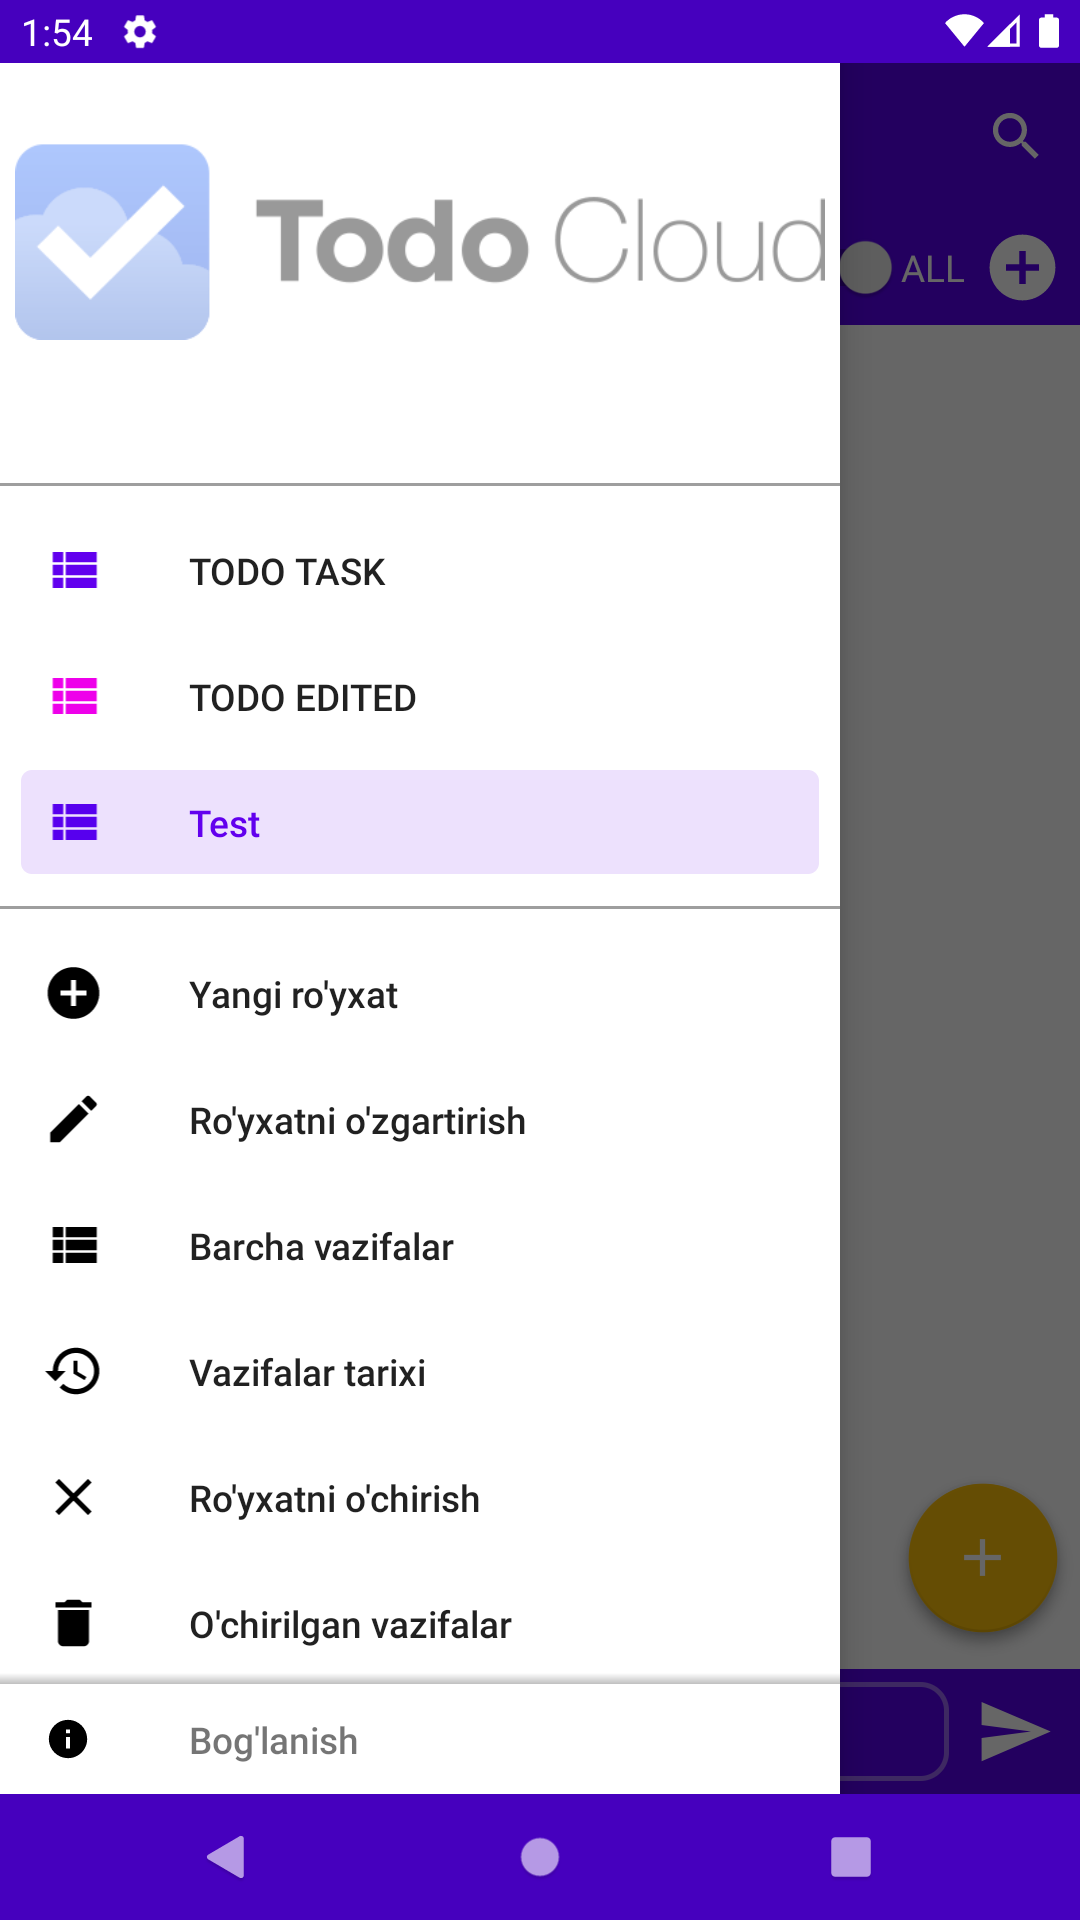 1:54
Todo Cloud
ALL
TODO TASK
TODO EDITED
Test
Yangi ro'yxat
Ro'yxatni o'zgartirish
Barcha vazifalar
Vazifalar tarixi
Ro'yxatni o'chirish
O'chirilgan vazifalar
Bog'lanish